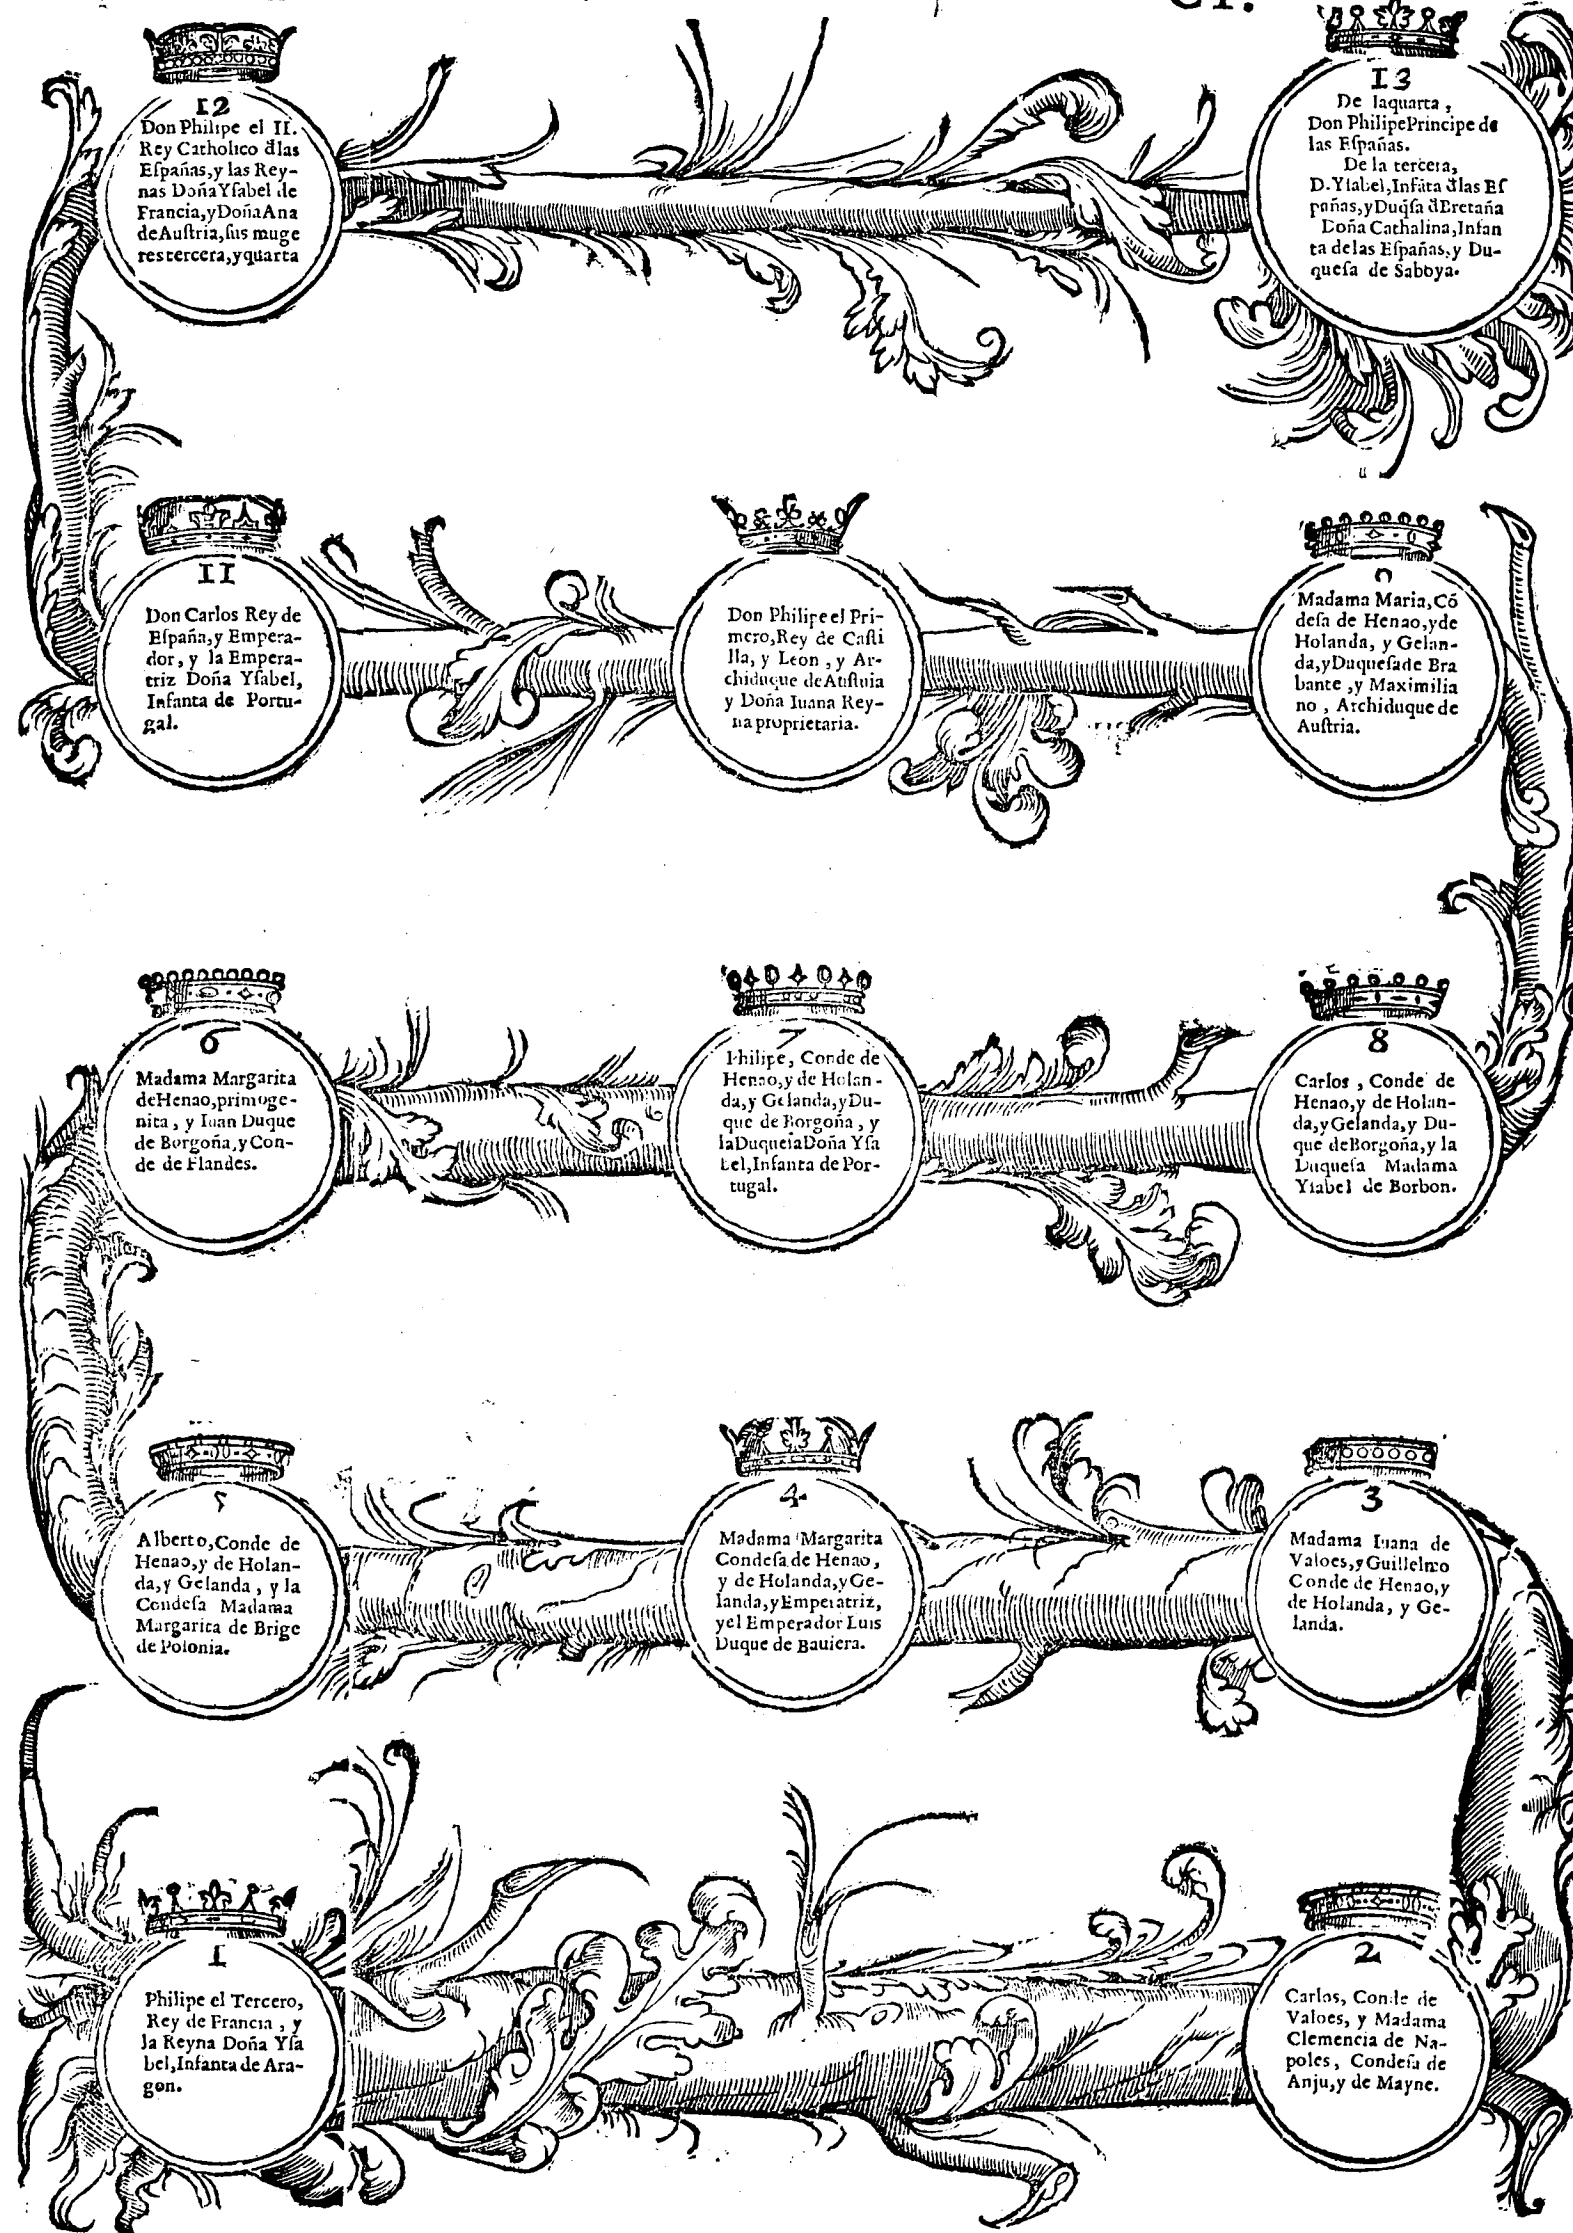 CI.
12
Don Philipe el II.
Rey Catholico đlas
Eſpañas, y las Rey-
nas Doña Yſabel de
Francia, y Doña Ana
de Auſtria, ſus muge
res tercera, y quarta
13
De la quarta,
Don Philipe Principe de
las Eſpañas.
De la tercera,
D. Yſabel, Infāta đlas Eſ
pañas, y Duq̃ſa đ Bretaña
Doña Cathalina, Infan
ta de las Eſpañas, y Du-
queſa de Saboya.
11
Don Carlos Rey de
Eſpaña, y Empera-
dor, y la Empera-
triz Doña Yſabel,
Infanta de Portu-
gal.
Don Philipe el Pri-
mero, Rey de Caſti
lla, y Leon, y Ar-
chiduque de Auſtria
y Doña Iuana Rey-
na proprietaria.
9
Madama Maria, Cō
deſa de Henao, y de
Holanda, y Gelan-
da, y Duqueſa de Bra
bante, y Maximilia
no, Archiduque de
Auſtria.
6
Madama Margarita
de Henao, primoge-
nita, y Iuan Duque
de Borgoña, y Con-
de de Flandes.
7
Philipe, Conde de
Henao, y de Holan-
da, y Gelanda, y Du-
que de Borgoña, y
la Duqueſa Doña Yſa
bel, Infanta de Por-
tugal.
8
Carlos, Conde de
Henao, y de Holan-
da, y Gelanda, y Du-
que de Borgoña, y la
Duqueſa Madama
Yſabel de Borbon.
5
Alberto, Conde de
Henao, y de Holan-
da, y Gelanda, y la
Condeſa Madama
Margarita de Brige
de Polonia.
4
Madama Margarita
Condeſa de Henao,
y de Holanda, y Ge-
landa, y Emperatriz,
y el Emperador Luis
Duque de Bauiera.
3
Madama Iuana de
Valoes, y Guillelmo
Conde de Henao, y
de Holanda, y Ge-
landa.
1
Philipe el Tercero,
Rey de Francia, y
la Reyna Doña Yſa
bel, Infanta de Ara-
gon.
2
Carlos, Conde de
Valoes, y Madama
Clemencia de Na-
poles, Condeſa de
Anju, y de Mayne.